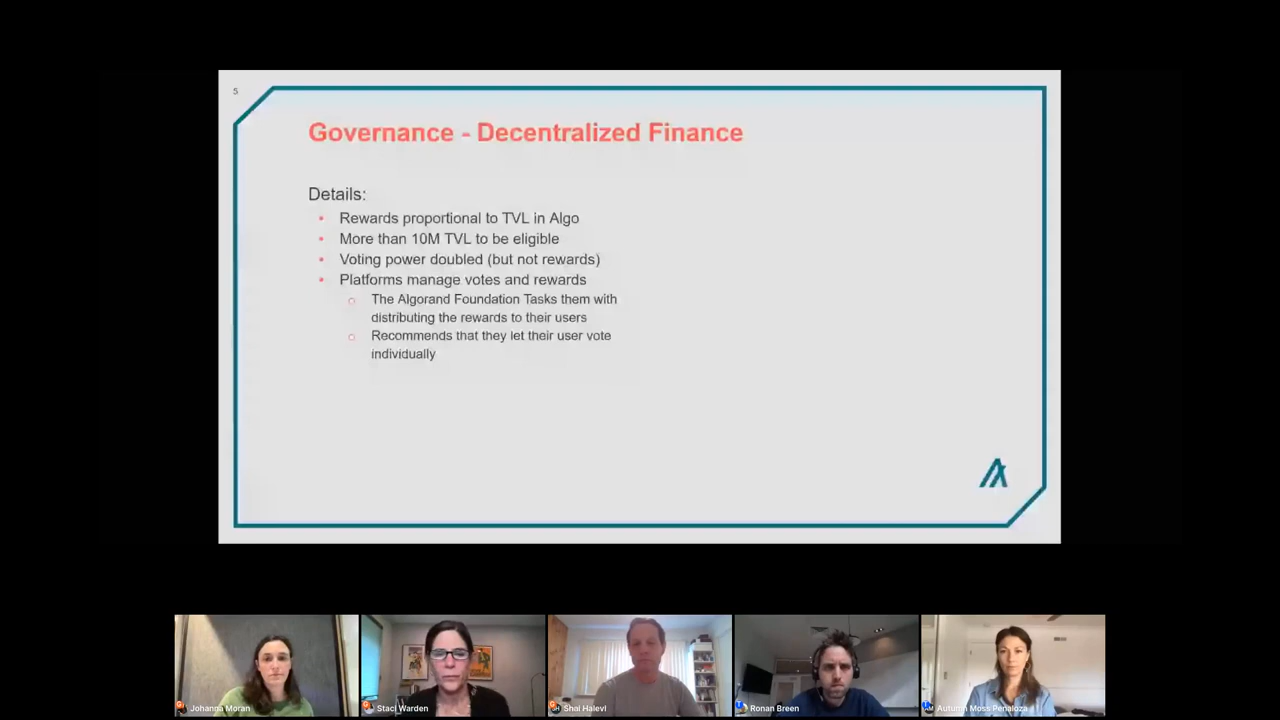 5
Governance - Decentralized Finance
Details:
Rewards proportional to TVL in Algo
More than 10M TVL to be eligible
Voting power doubled (but not rewards)
Platforms manage votes and rewards
The Algorand Foundation Tasks them with
distributing the rewards to their users
Recommends that they let their user vote
individually
Johanna Moran
Staci Warden
Shai Halevi
Ronan Breen
Autumn Moss Penaloza